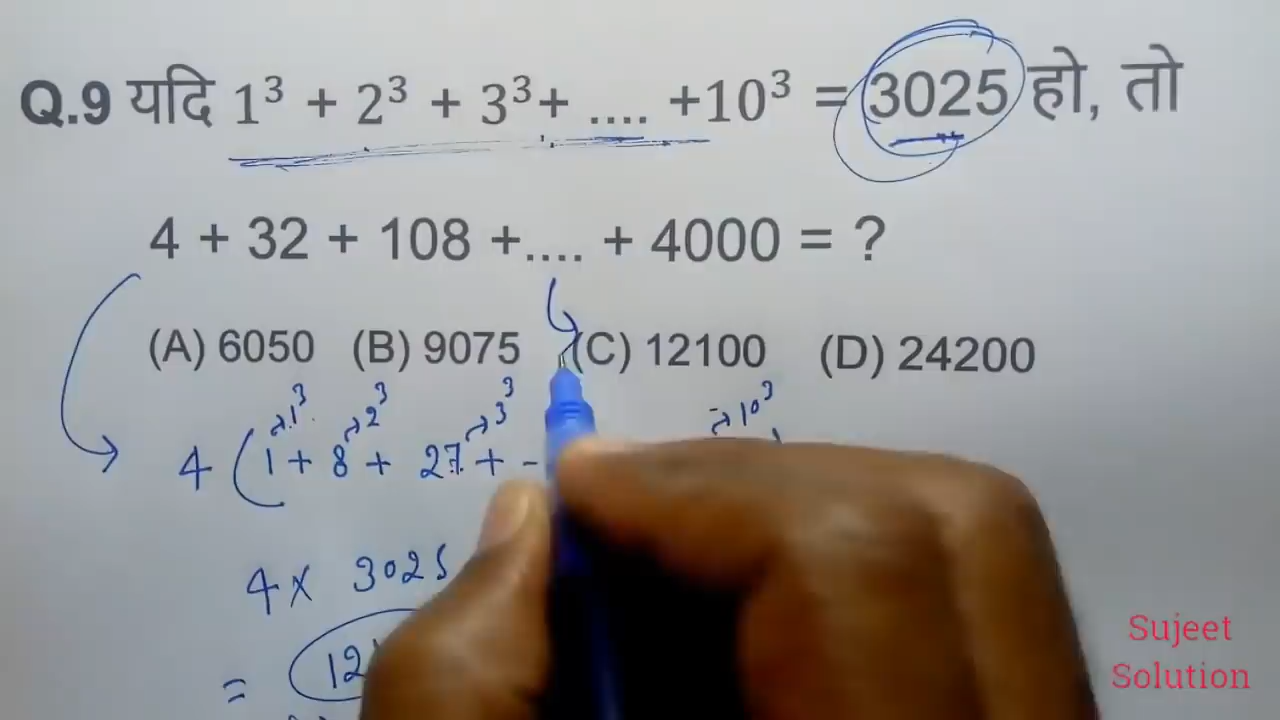 Q.9 यदि 1³ + 2³ + 3³+ .... +10³ = 3025 हो, तो
4 + 32 + 108 +.... + 4000 = ?
(A) 6050 (B) 9075 (C) 12100 (D) 24200
→1³ →2³ →3³ →10³
4 ( 1 + 8 + 27 + -
4 × 3025
= 12
Sujeet
Solution